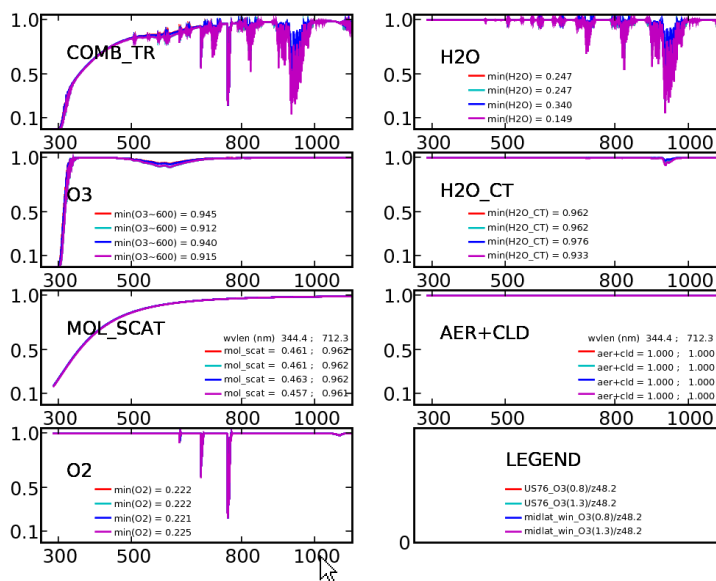 1.0
0.5
0.1
COMB_TR
300 500 800 1000
1.0
0.5
0.1
H2O
min(H2O) = 0.247
min(H2O) = 0.247
min(H2O) = 0.340
min(H2O) = 0.149
300 500 800 1000
1.0
0.5
0.1
O3
min(O3~600) = 0.945
min(O3~600) = 0.912
min(O3~600) = 0.940
min(O3~600) = 0.915
300 500 800 1000
1.0
0.5
0.1
H2O_CT
min(H2O_CT) = 0.962
min(H2O_CT) = 0.962
min(H2O_CT) = 0.976
min(H2O_CT) = 0.933
300 500 800 1000
1.0
0.5
0.1
MOL_SCAT
wvlen (nm) 344.4 ; 712.3
mol_scat = 0.461 ; 0.962
mol_scat = 0.461 ; 0.962
mol_scat = 0.463 ; 0.962
mol_scat = 0.457 ; 0.961
300 500 800 1000
1.0
0.5
0.1
AER+CLD
wvlen (nm) 344.4 ; 712.3
aer+cld = 1.000 ; 1.000
aer+cld = 1.000 ; 1.000
aer+cld = 1.000 ; 1.000
aer+cld = 1.000 ; 1.000
300 500 800 1000
1.0
0.5
0.1
O2
min(O2) = 0.222
min(O2) = 0.222
min(O2) = 0.221
min(O2) = 0.225
300 500 800 1000
0
LEGEND
US76_O3(0.8)/z48.2
US76_O3(1.3)/z48.2
midlat_win_O3(0.8)/z48.2
midlat_win_O3(1.3)/z48.2